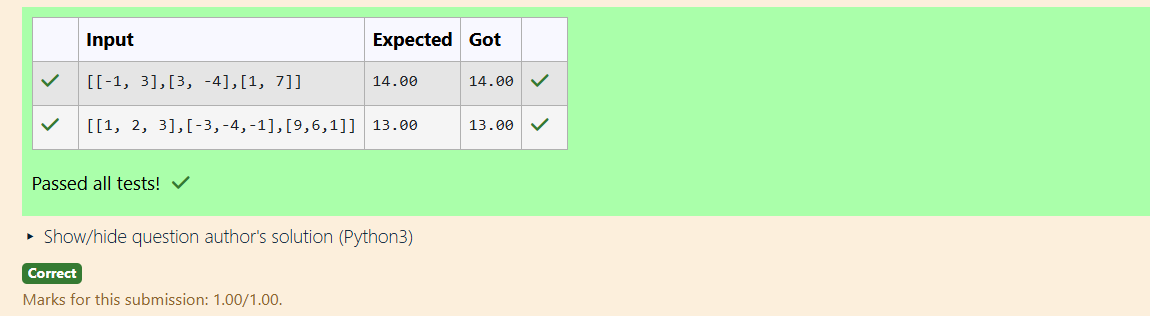 Input Expected Got
[[-1, 3],[3, -4],[1, 7]] 14.00 14.00
[[1, 2, 3],[-3,-4,-1],[9,6,1]] 13.00 13.00
Passed all tests!
Show/hide question author's solution (Python3)
Correct
Marks for this submission: 1.00/1.00.